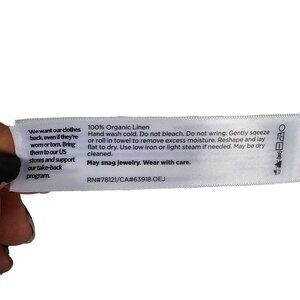 We want our clothes
back, even if they're
worn or torn. Bring
them to our US
stores and support
our take-back
program.
100% Organic Linen
Hand wash cold. Do not bleach. Do not wring. Gently sqeeze
or roll in towel to remove excess moisture. Reshape and lay
flat to dry. Use low iron or light steam if needed. May be dry
cleaned.
May snag jewelry. Wear with care.
RN#78121/CA#63918 OEJ